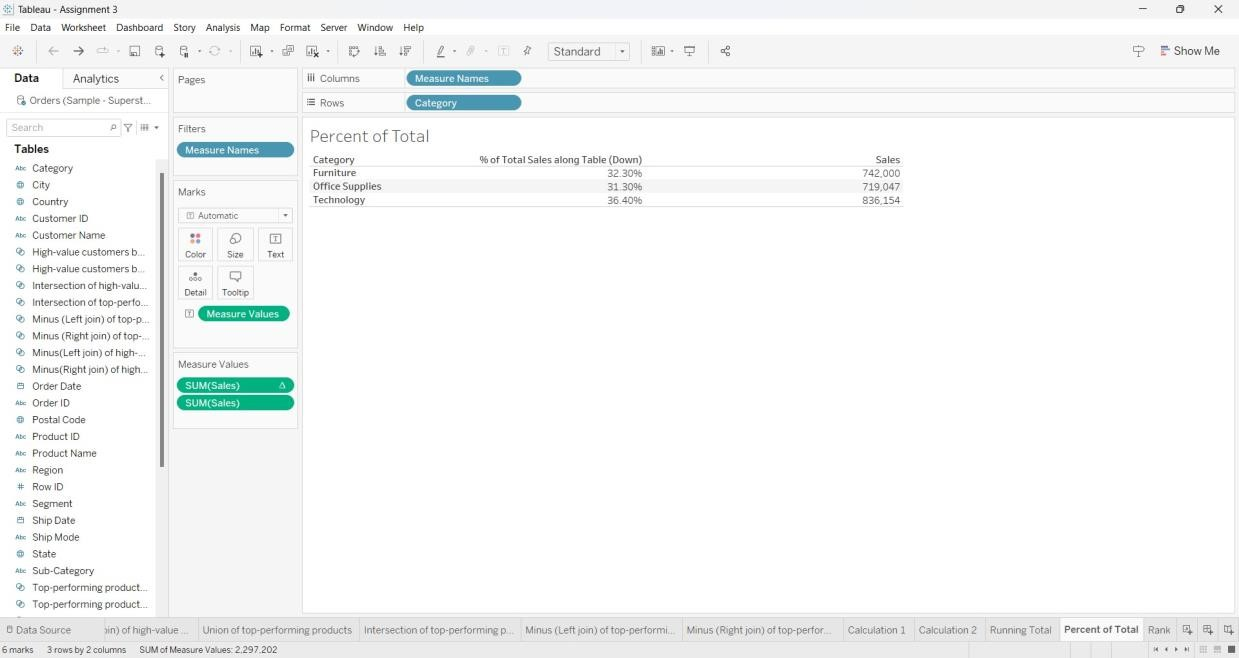 Tableau - Assignment 3
File Data Worksheet Dashboard Story Analysis Map Format Server Window Help
Standard
Show Me
Data Analytics
Orders (Sample - Superst...
Search
Tables
Abc Category
City
Country
Abc Customer ID
Abc Customer Name
High-value customers b...
High-value customers b...
Intersection of high-valu...
Intersection of top-perfo...
Minus (Left join) of top-p...
Minus (Right join) of top-...
Minus(Left join) of high-...
Minus(Right join) of high...
Order Date
Abc Order ID
Postal Code
Abc Product ID
Abc Product Name
Abc Region
# Row ID
Abc Segment
Ship Date
Abc Ship Mode
State
Abc Sub-Category
Top-performing product...
Top-performing product...
Pages
Filters
Measure Names
Marks
Automatic
Color Size Text
Detail Tooltip
Measure Values
Measure Values
SUM(Sales) Δ
SUM(Sales)
Columns Measure Names
Rows Category
Percent of Total
Category % of Total Sales along Table (Down) Sales
Furniture 32.30% 742,000
Office Supplies 31.30% 719,047
Technology 36.40% 836,154
Data Source oin) of high-value ... Union of top-performing products Intersection of top-performing p... Minus (Left join) of top-performi... Minus (Right join) of top-perfor... Calculation 1 Calculation 2 Running Total Percent of Total Rank
6 marks 3 rows by 2 columns SUM of Measure Values: 2,297,202